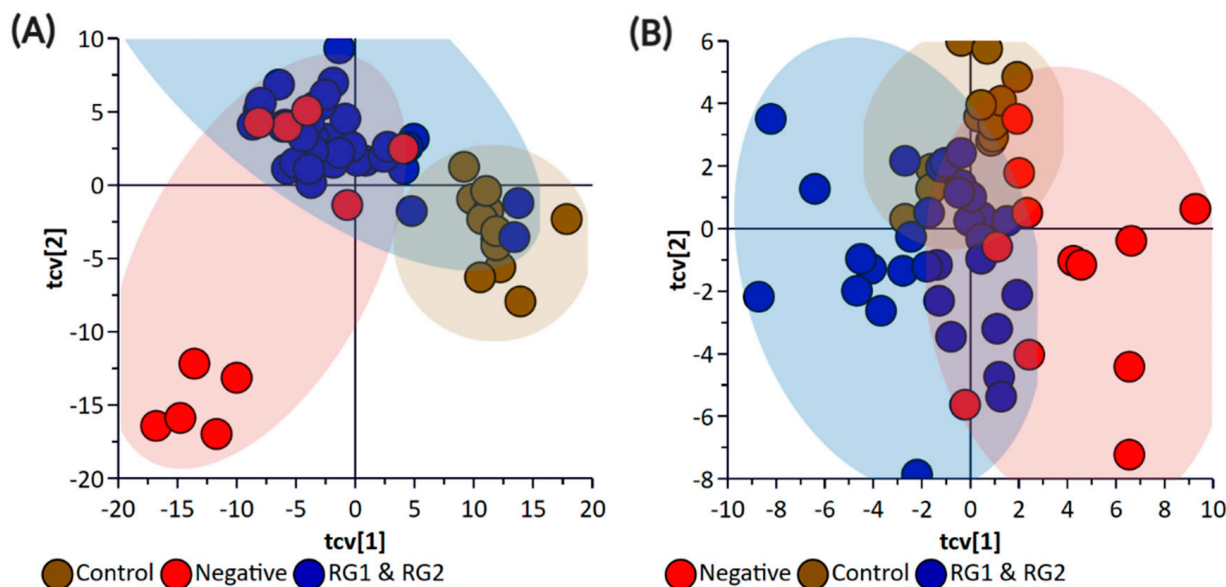 (A)
10
5
0
-5
-10
-15
-20
tcv[2]
-20 -15 -10 -5 0 5 10 15 20
tcv[1]
Control Negative RG1 & RG2
(B)
6
4
2
0
-2
-4
-6
-8
tcv[2]
-10 -8 -6 -4 -2 0 2 4 6 8 10
tcv[1]
Negative Control RG1 & RG2